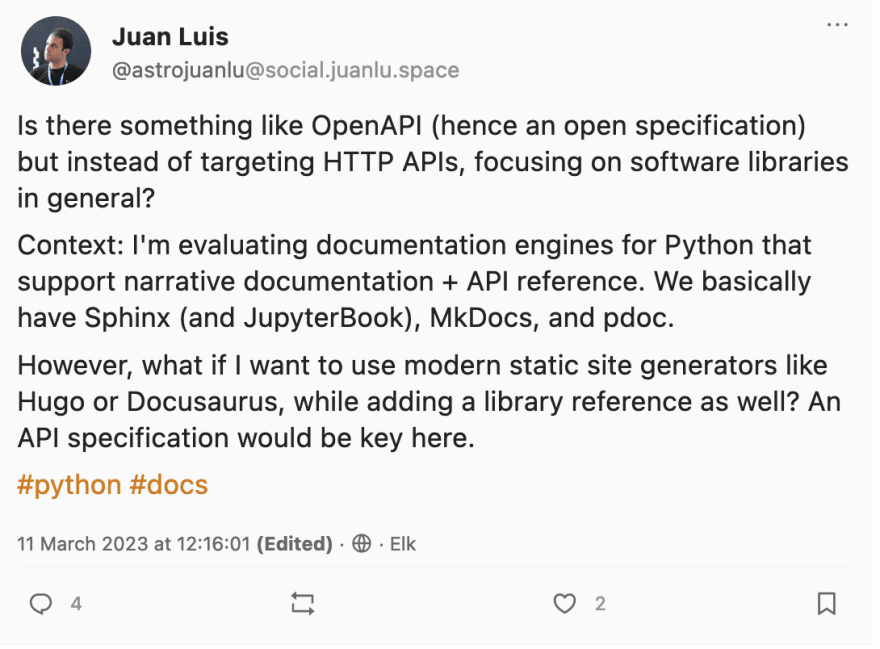 Juan Luis
@astrojuanlu@social.juanlu.space
Is there something like OpenAPI (hence an open specification)
but instead of targeting HTTP APIs, focusing on software libraries
in general?
Context: I'm evaluating documentation engines for Python that
support narrative documentation + API reference. We basically
have Sphinx (and JupyterBook), MkDocs, and pdoc.
However, what if I want to use modern static site generators like
Hugo or Docusaurus, while adding a library reference as well? An
API specification would be key here.
#python #docs
11 March 2023 at 12:16:01 (Edited) · · Elk
4
2